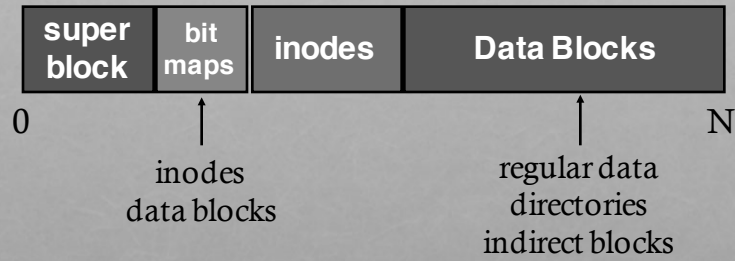 super block
bit maps
inodes
Data Blocks
0
N
inodes
data blocks
regular data
directories
indirect blocks